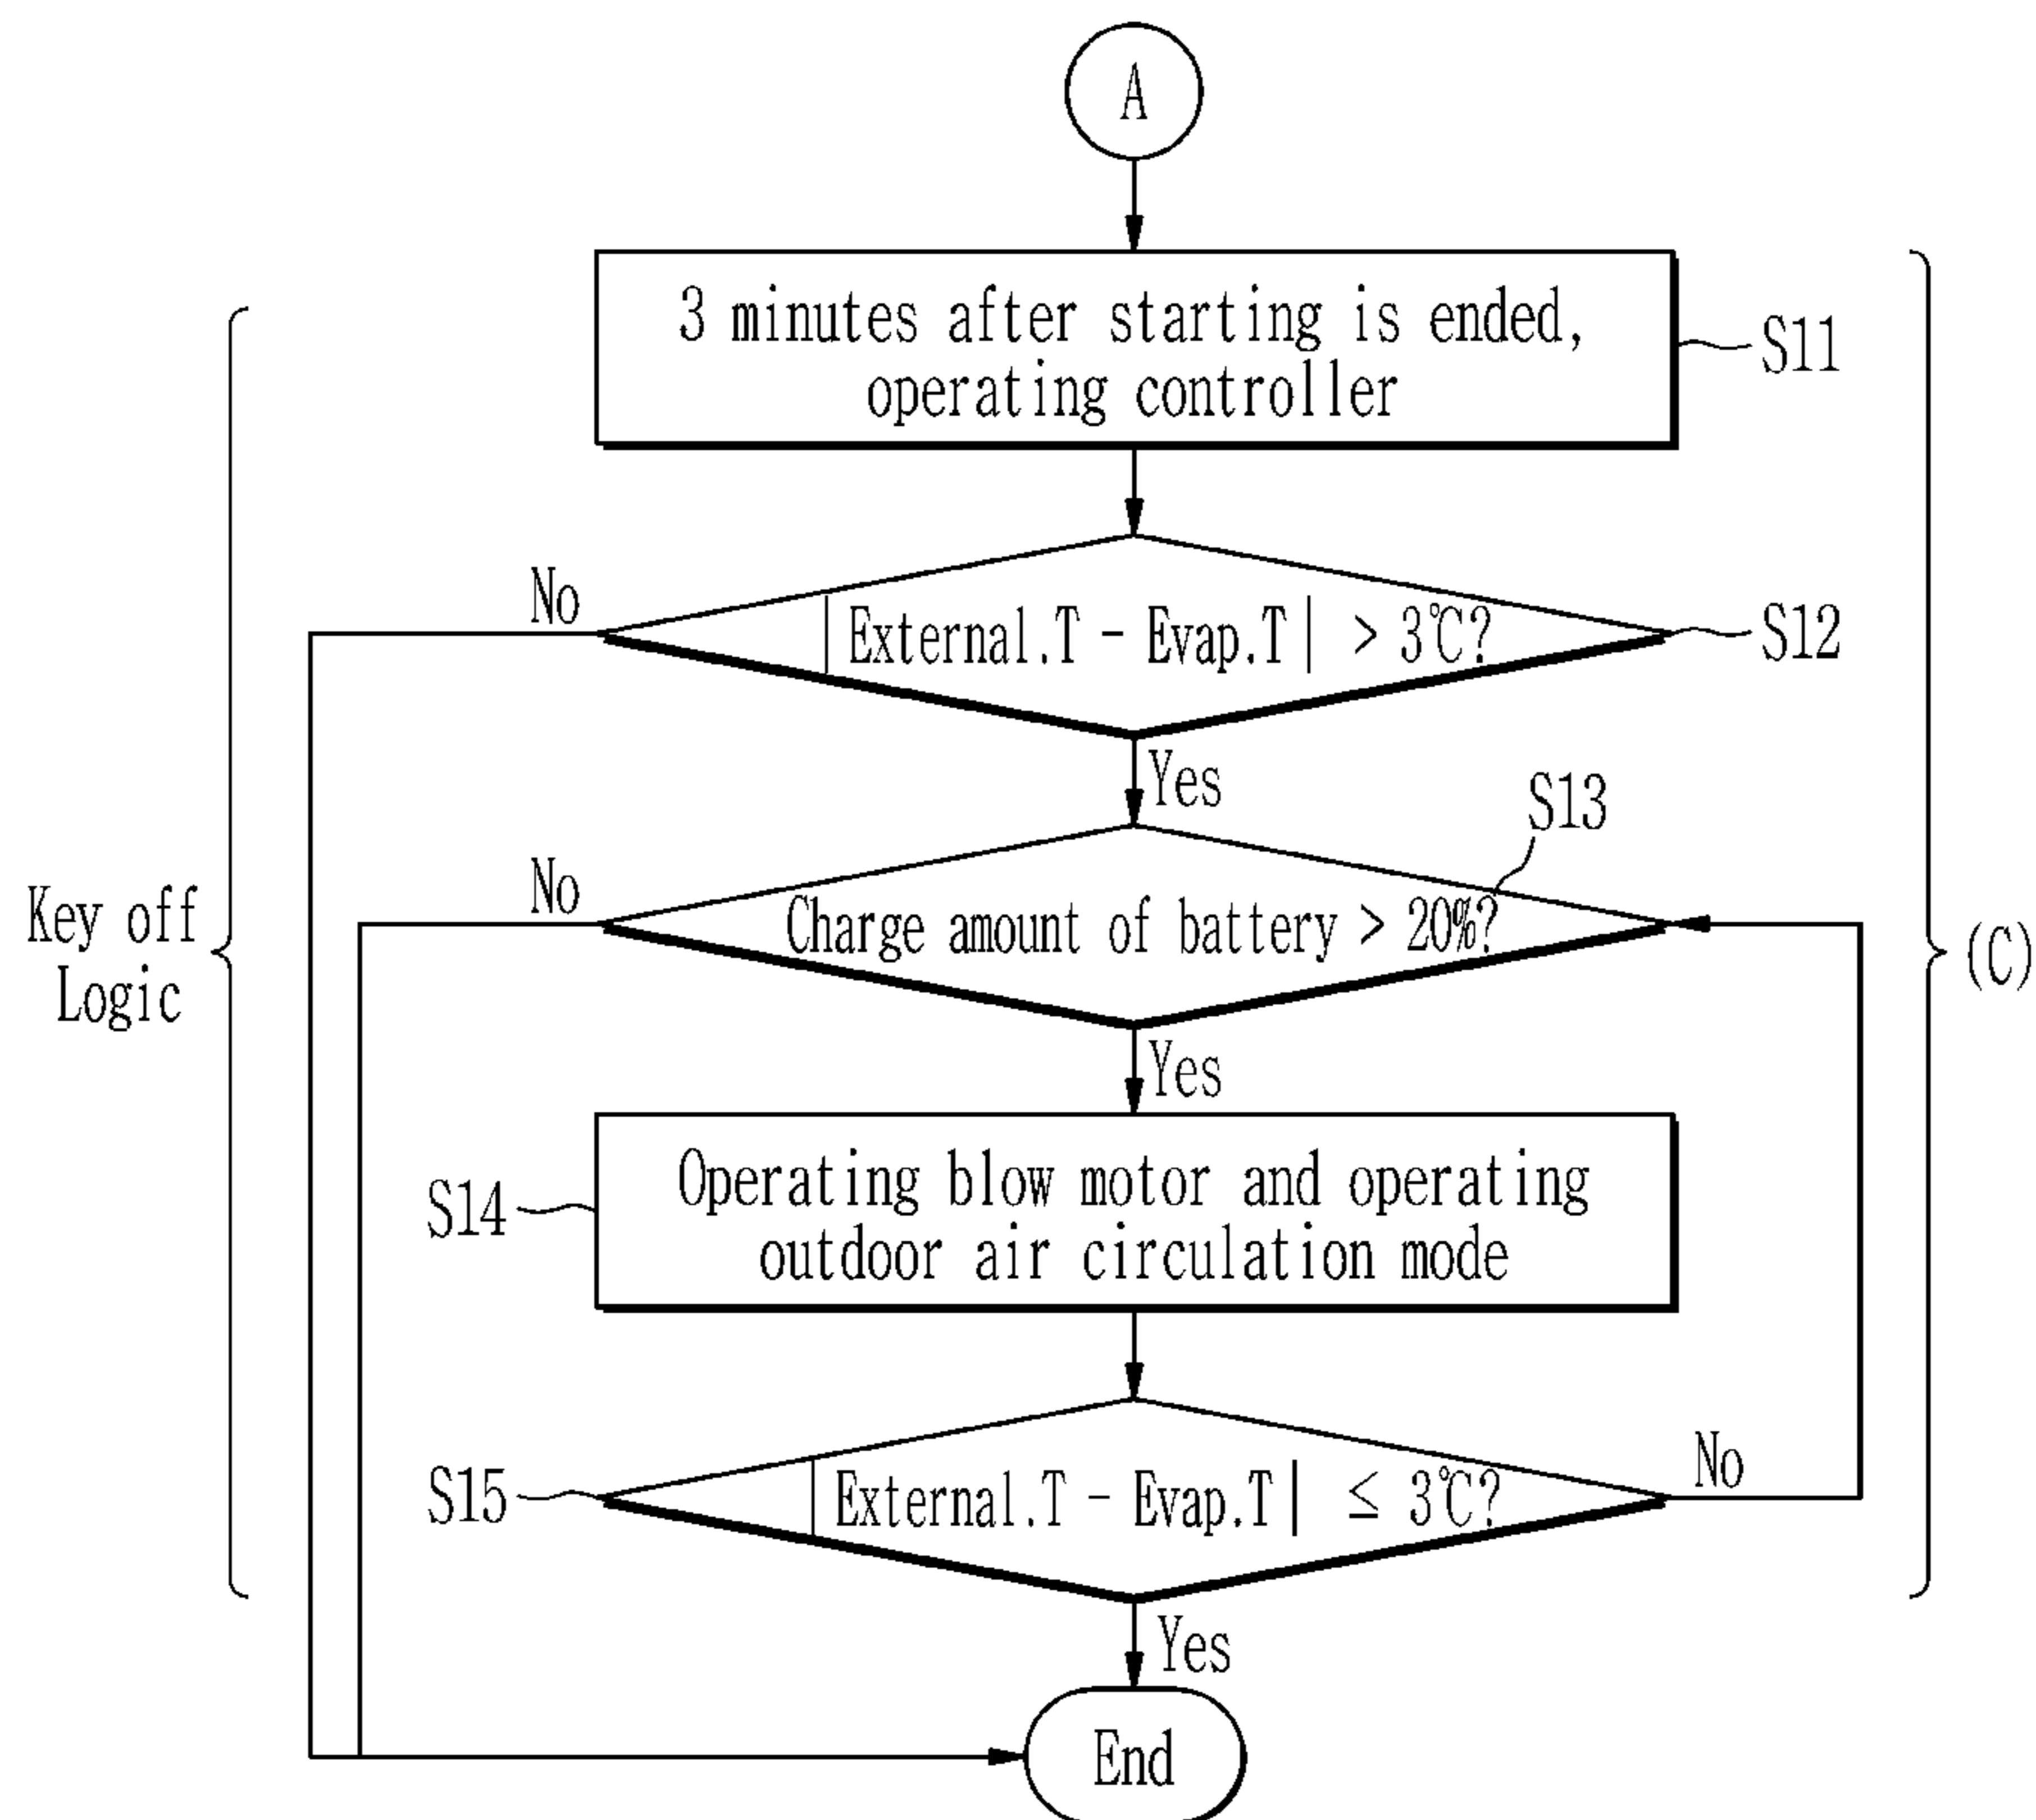 A
3 minutes after starting is ended,
operating controller
S11
No
|External.T - Evap.T| > 3℃?
S12
Yes
S13
No
Charge amount of battery > 20%?
Key off
Logic
(C)
Yes
Operating blow motor and operating
outdoor air circulation mode
S14
S15
|External.T - Evap.T| ≤ 3℃?
No
Yes
End